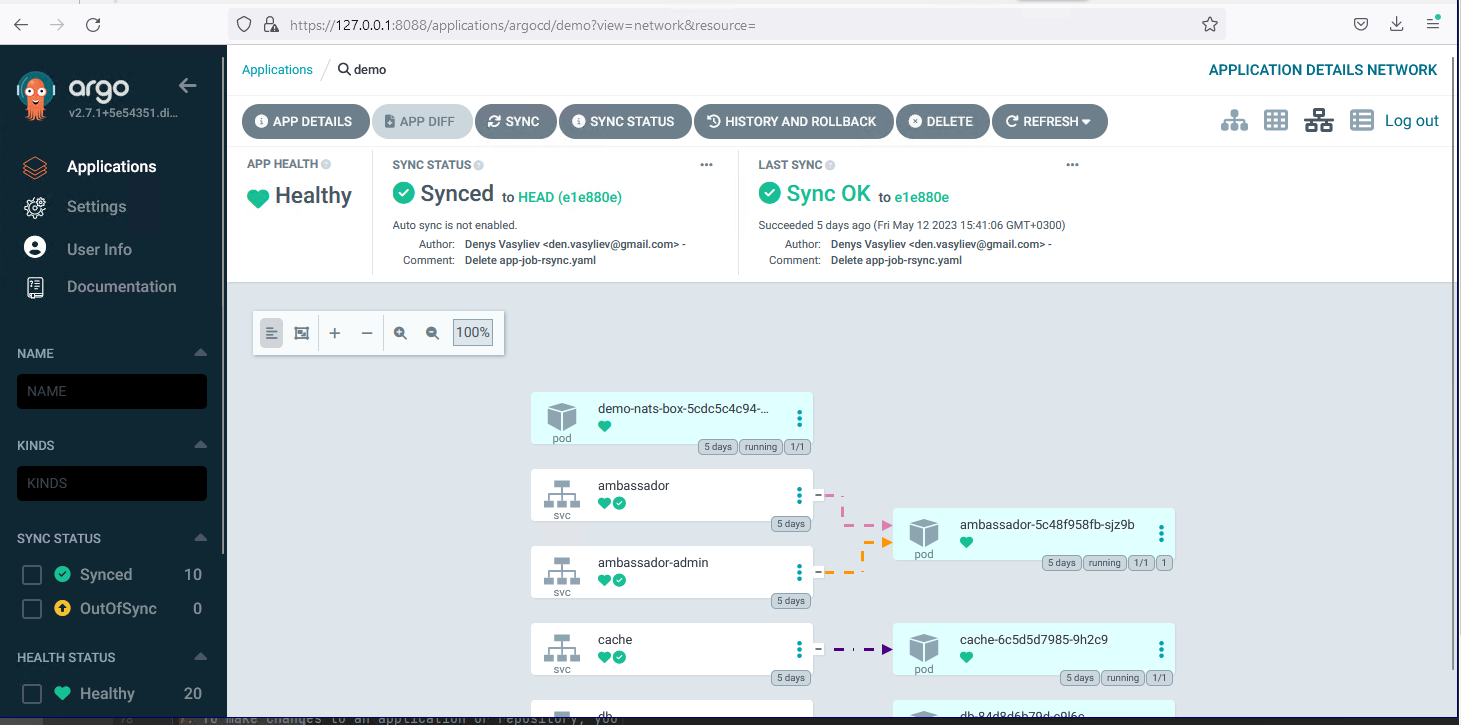 https://127.0.0.1:8088/applications/argocd/demo?view=network&resource=
argo
v2.7.1+5e54351.di...
Applications
Settings
User Info
Documentation
NAME
NAME
KINDS
KINDS
SYNC STATUS
Synced 10
OutOfSync 0
HEALTH STATUS
Healthy 20
Applications / demo
APPLICATION DETAILS NETWORK
APP DETAILS
APP DIFF
SYNC
SYNC STATUS
HISTORY AND ROLLBACK
DELETE
REFRESH
Log out
APP HEALTH
Healthy
SYNC STATUS
Synced to HEAD (e1e880e)
Auto sync is not enabled.
Author: Denys Vasyliev <den.vasyliev@gmail.com> -
Comment: Delete app-job-rsync.yaml
LAST SYNC
Sync OK to e1e880e
Succeeded 5 days ago (Fri May 12 2023 15:41:06 GMT+0300)
Author: Denys Vasyliev <den.vasyliev@gmail.com> -
Comment: Delete app-job-rsync.yaml
100%
demo-nats-box-5cdc5c4c94-...
pod
5 days running 1/1
ambassador
svc
5 days
ambassador-5c48f958fb-sjz9b
pod
5 days running 1/1 1
ambassador-admin
svc
5 days
cache
svc
5 days
cache-6c5d5d7985-9h2c9
pod
5 days running 1/1
db
db-84d8d6b79d-c9l6c
To make changes to an application or repository, you